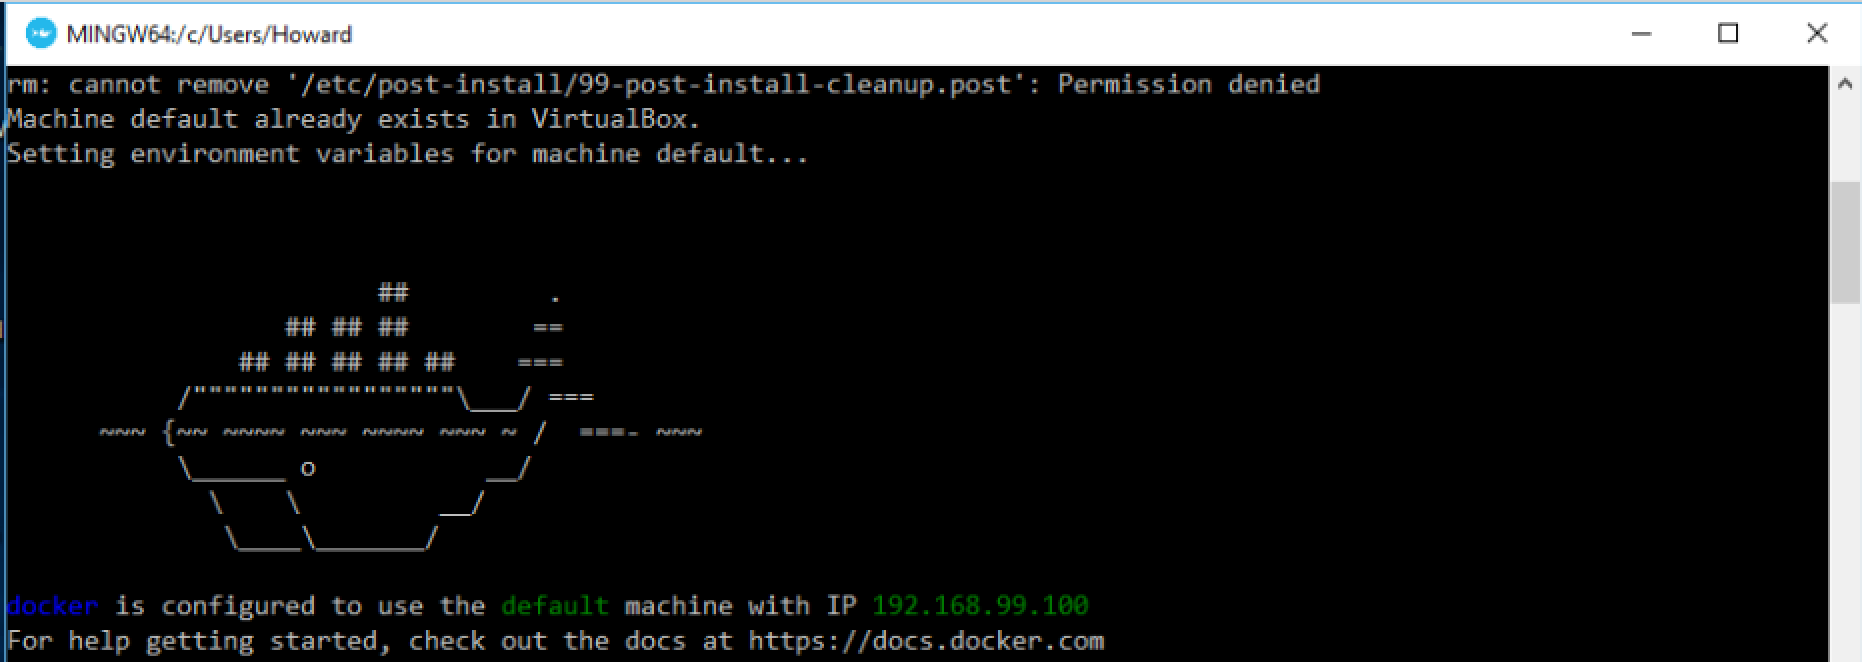 MINGW64:/c/Users/Howard
rm: cannot remove '/etc/post-install/99-post-install-cleanup.post': Permission denied
Machine default already exists in VirtualBox.
Setting environment variables for machine default...
                                                ##         .
                                    ## ## ##        ==
                              ## ## ## ## ##    ===
                       /"""""""""""""""""\___/ ===
            ~~~ {~~ ~~~~ ~~~ ~~~~ ~~~ ~ /  ===- ~~~
                       \______ o           __/
                         \    \         __/
                          \____\_______/
docker is configured to use the default machine with IP 192.168.99.100
For help getting started, check out the docs at https://docs.docker.com